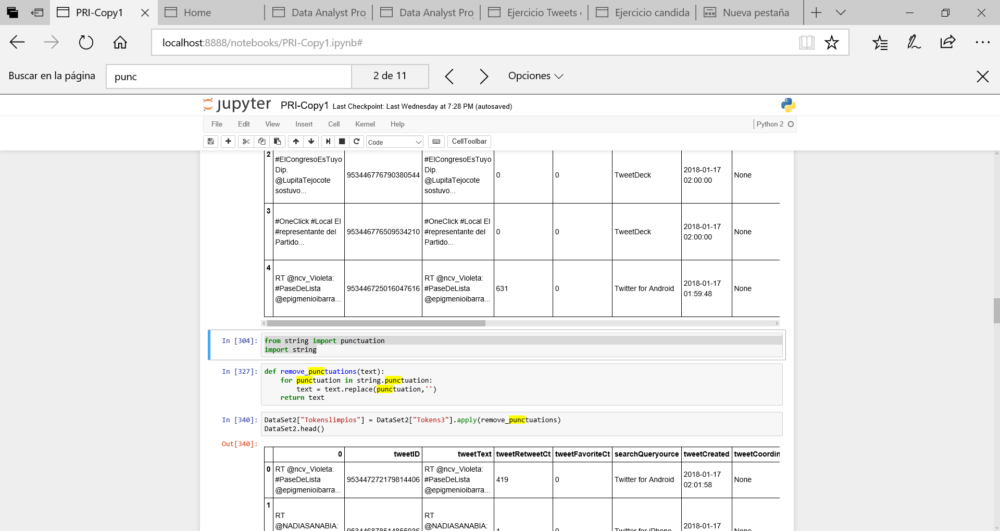 PRI-Copy1
Home
Data Analyst Pro
Data Analyst Pro
Ejercicio Tweets
Ejercicio candida
Nueva pestaña
localhost:8888/notebooks/PRI-Copy1.ipynb#
Buscar en la página
punc
2 de 11
Opciones
jupyter PRI-Copy1 Last Checkpoint: Last Wednesday at 7:28 PM (autosaved)
File Edit View Insert Cell Kernel Help Python 2
Code CellToolbar
2 #ElCongresoEsTuyo Dip. @LupitaTejocote sostuvo... 953446776790380544 #ElCongresoEsTuyo Dip. @LupitaTejocote sostuvo... 0 0 TweetDeck 2018-01-17 02:00:00 None
3 #OneClick #Local El #representante del Partido... 953446776509534210 #OneClick #Local El #representante del Partido... 0 0 TweetDeck 2018-01-17 02:00:00 None
4 RT @ncv_Violeta: #PaseDeLista @epigmenioibarra... 953446725016047616 RT @ncv_Violeta: #PaseDeLista @epigmenioibarra... 631 0 Twitter for Android 2018-01-17 01:59:48 None
In [304]: from string import punctuation
import string
In [327]: def remove_punctuations(text):
for punctuation in string.punctuation:
text = text.replace(punctuation,'')
return text
In [340]: DataSet2["Tokenslimpios"] = DataSet2["Tokens3"].apply(remove_punctuations)
DataSet2.head()
Out[340]:
0 tweetID tweetText tweetRetweetCt tweetFavoriteCt searchQueryource tweetCreated tweetCoordin
0 RT @ncv_Violeta: #PaseDeLista @epigmenioibarra... 953447272179814406 RT @ncv_Violeta: #PaseDeLista @epigmenioibarra... 419 0 Twitter for Android 2018-01-17 02:01:58 None
1 RT @NADIASANABIA: 953446878514855936 RT @NADIASANABIA: 1 0 Twitter for iPhone 2018-01-17 None